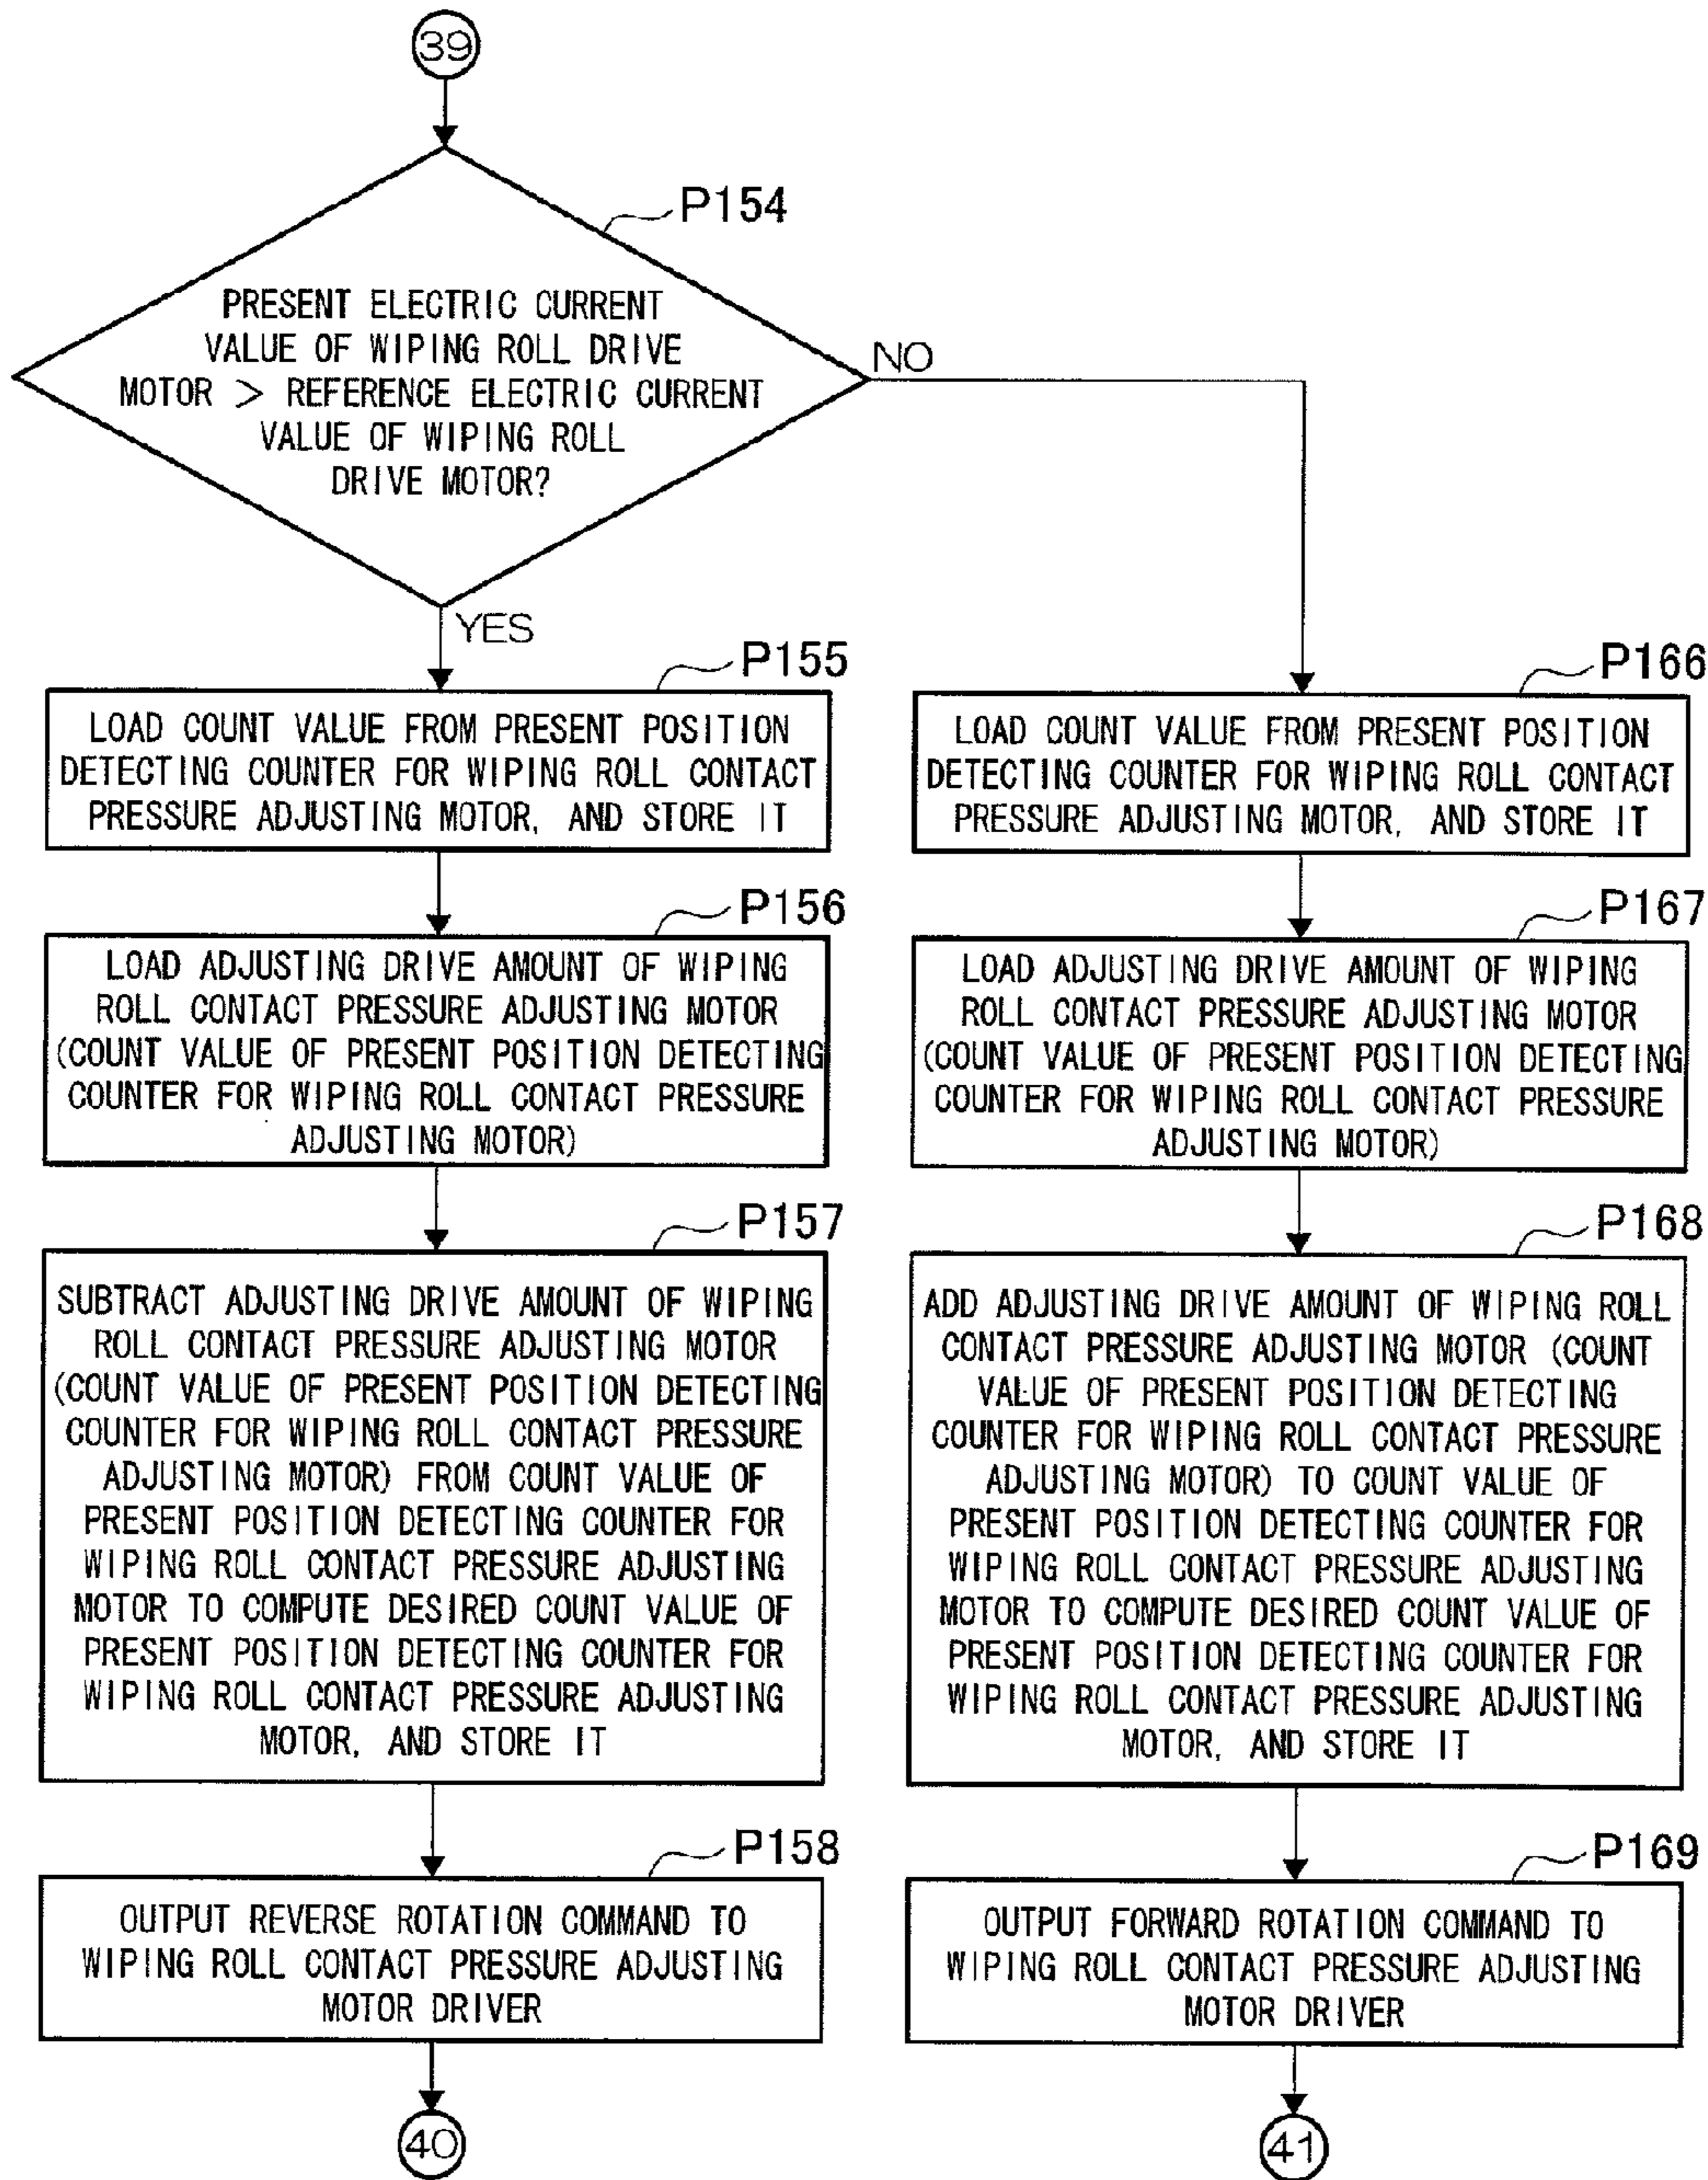 39
P154
PRESENT ELECTRIC CURRENT
VALUE OF WIPING ROLL DRIVE
MOTOR > REFERENCE ELECTRIC CURRENT
VALUE OF WIPING ROLL
DRIVE MOTOR?
NO
YES
P155
LOAD COUNT VALUE FROM PRESENT POSITION
DETECTING COUNTER FOR WIPING ROLL CONTACT
PRESSURE ADJUSTING MOTOR, AND STORE IT
P156
LOAD ADJUSTING DRIVE AMOUNT OF WIPING
ROLL CONTACT PRESSURE ADJUSTING MOTOR
(COUNT VALUE OF PRESENT POSITION DETECTING
COUNTER FOR WIPING ROLL CONTACT PRESSURE
ADJUSTING MOTOR)
P157
SUBTRACT ADJUSTING DRIVE AMOUNT OF WIPING
ROLL CONTACT PRESSURE ADJUSTING MOTOR
(COUNT VALUE OF PRESENT POSITION DETECTING
COUNTER FOR WIPING ROLL CONTACT PRESSURE
ADJUSTING MOTOR) FROM COUNT VALUE OF
PRESENT POSITION DETECTING COUNTER FOR
WIPING ROLL CONTACT PRESSURE ADJUSTING
MOTOR TO COMPUTE DESIRED COUNT VALUE OF
PRESENT POSITION DETECTING COUNTER FOR
WIPING ROLL CONTACT PRESSURE ADJUSTING
MOTOR, AND STORE IT
P158
OUTPUT REVERSE ROTATION COMMAND TO
WIPING ROLL CONTACT PRESSURE ADJUSTING
MOTOR DRIVER
40
P166
LOAD COUNT VALUE FROM PRESENT POSITION
DETECTING COUNTER FOR WIPING ROLL CONTACT
PRESSURE ADJUSTING MOTOR, AND STORE IT
P167
LOAD ADJUSTING DRIVE AMOUNT OF WIPING
ROLL CONTACT PRESSURE ADJUSTING MOTOR
(COUNT VALUE OF PRESENT POSITION DETECTING
COUNTER FOR WIPING ROLL CONTACT PRESSURE
ADJUSTING MOTOR)
P168
ADD ADJUSTING DRIVE AMOUNT OF WIPING ROLL
CONTACT PRESSURE ADJUSTING MOTOR (COUNT
VALUE OF PRESENT POSITION DETECTING
COUNTER FOR WIPING ROLL CONTACT PRESSURE
ADJUSTING MOTOR) TO COUNT VALUE OF
PRESENT POSITION DETECTING COUNTER FOR
WIPING ROLL CONTACT PRESSURE ADJUSTING
MOTOR TO COMPUTE DESIRED COUNT VALUE OF
PRESENT POSITION DETECTING COUNTER FOR
WIPING ROLL CONTACT PRESSURE ADJUSTING
MOTOR, AND STORE IT
P169
OUTPUT FORWARD ROTATION COMMAND TO
WIPING ROLL CONTACT PRESSURE ADJUSTING
MOTOR DRIVER
41